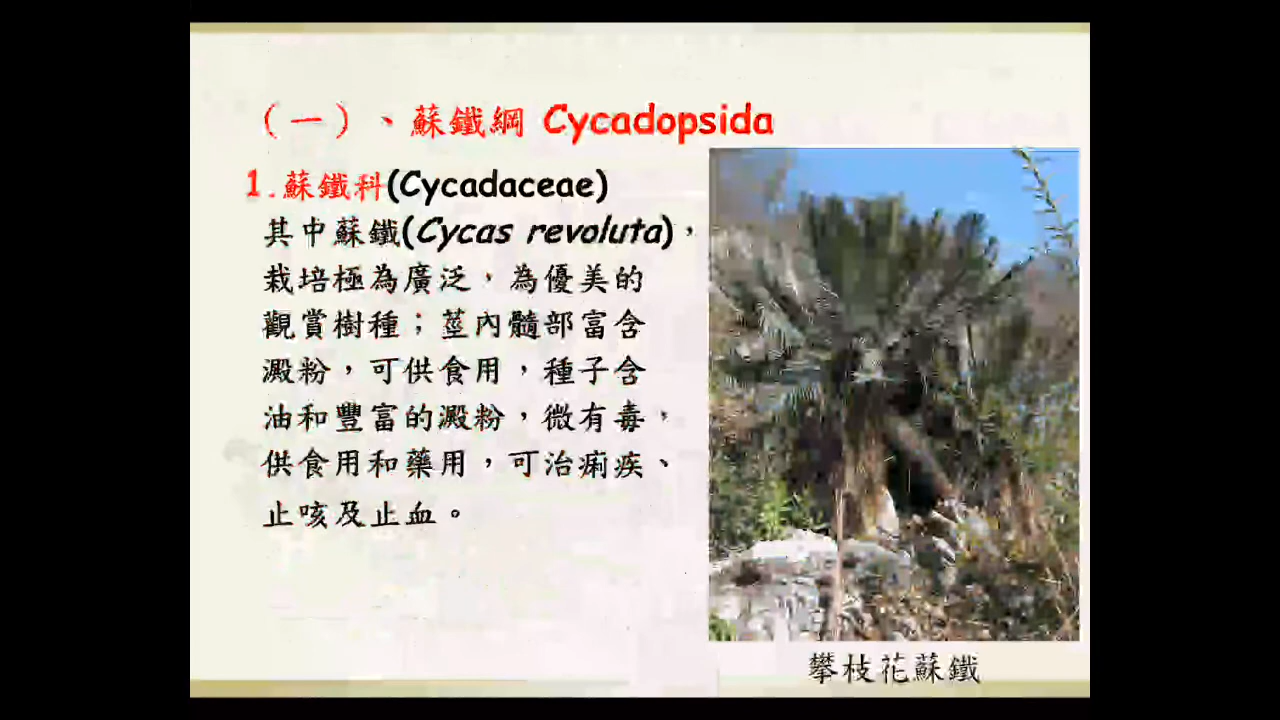 （一）、蘇鐵綱 Cycadopsida
1.蘇鐵科(Cycadaceae)
其中蘇鐵(Cycas revoluta)，
栽培極為廣泛，為優美的
觀賞樹種；莖內髓部富含
澱粉，可供食用，種子含
油和豐富的澱粉，微有毒，
供食用和藥用，可治痢疾、
止咳及止血。
攀枝花蘇鐵